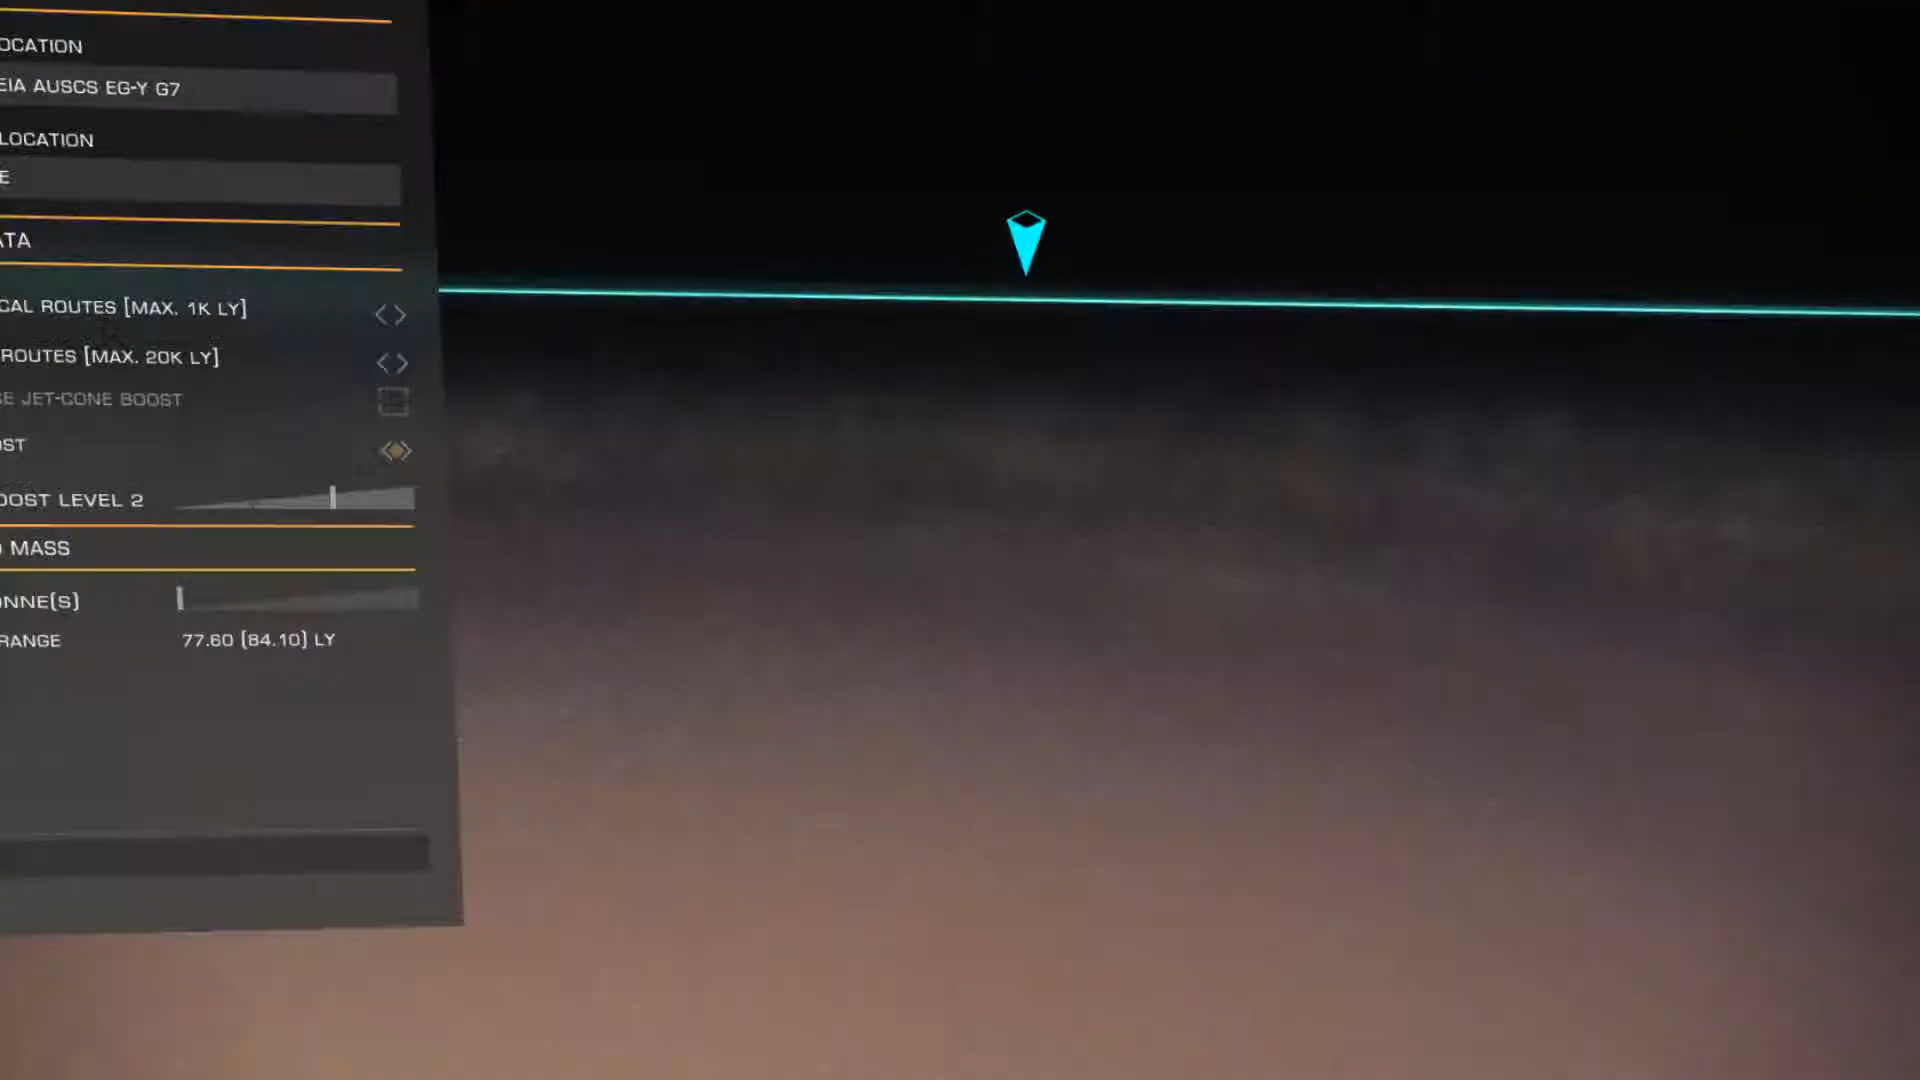 OCATION
EIA AUSCS EG-Y G7
LOCATION
E
ATA
CAL ROUTES [MAX. 1K LY]
ROUTES [MAX. 20K LY]
SE JET-CONE BOOST
OST
OOST LEVEL 2
MASS
ONNE(S)
RANGE 77.60 (84.10) LY